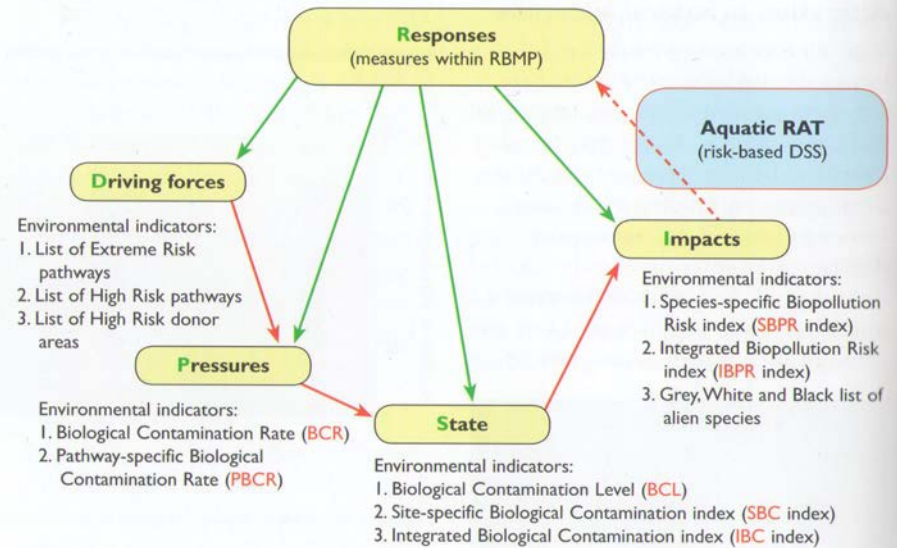 Responses
(measures within RBMP)
Aquatic RAT
(risk-based DSS)
Driving forces
Environmental indicators:
1. List of Extreme Risk
pathways
2. List of High Risk pathways
3. List of High Risk donor
areas
Impacts
Environmental indicators:
1. Species-specific Biopollution
Risk index (SBPR index)
2. Integrated Biopollution Risk
index (IBPR index)
3. Grey, White and Black list of
alien species
Pressures
Environmental indicators:
1. Biological Contamination Rate (BCR)
2. Pathway-specific Biological
Contamination Rate (PBCR)
State
Environmental indicators:
1. Biological Contamination Level (BCL)
2. Site-specific Biological Contamination index (SBC index)
3. Integrated Biological Contamination index (IBC index)